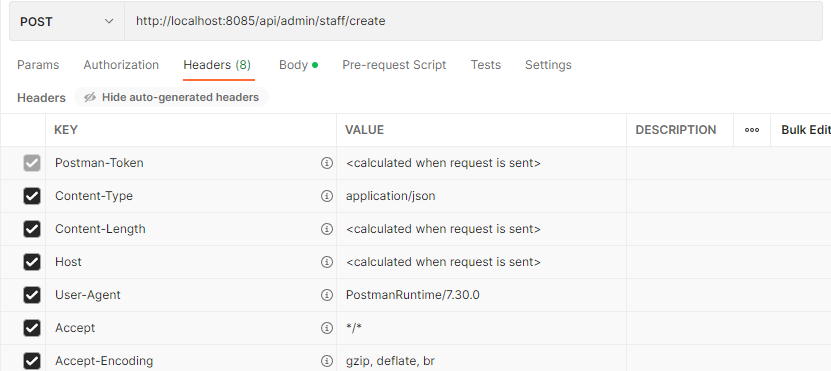 POST http://localhost:8085/api/admin/staff/create
Params Authorization Headers (8) Body Pre-request Script Tests Settings
Headers Hide auto-generated headers
KEY VALUE DESCRIPTION ooo Bulk Edit
Postman-Token <calculated when request is sent>
Content-Type application/json
Content-Length <calculated when request is sent>
Host <calculated when request is sent>
User-Agent PostmanRuntime/7.30.0
Accept */*
Accept-Encoding gzip, deflate, br